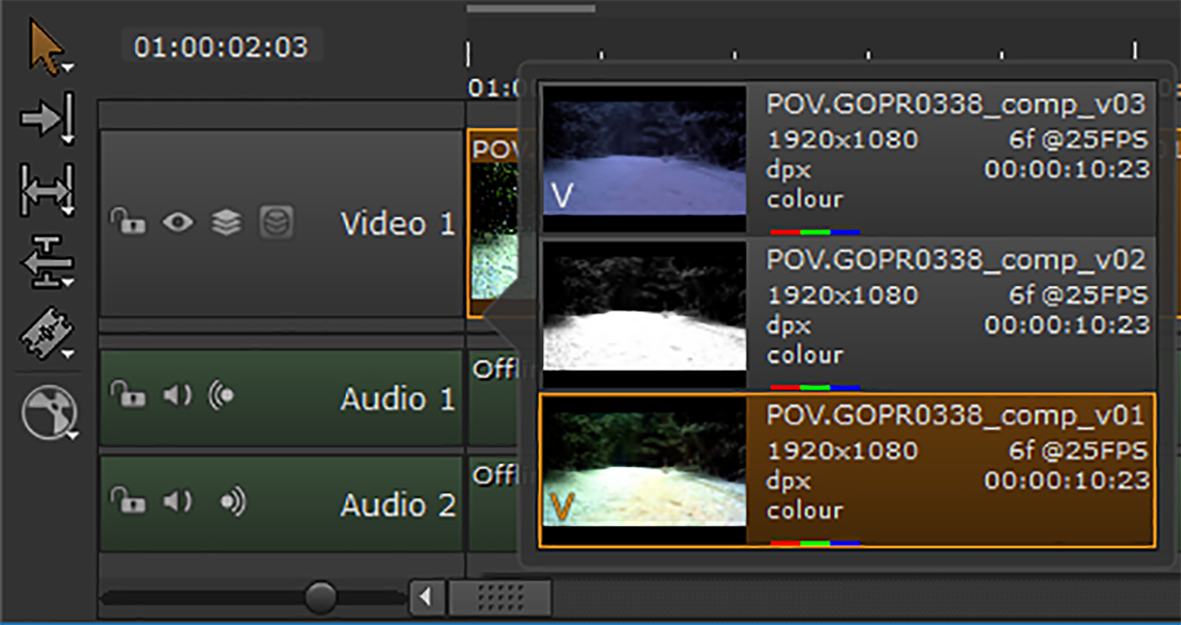 01:00:02:03
01:0
POV
Video 1
Offl
Audio 1
Offl
Audio 2
POV.GOPR0338_comp_v03
1920x1080 6f @25FPS
dpx 00:00:10:23
colour
V
POV.GOPR0338_comp_v02
1920x1080 6f @25FPS
dpx 00:00:10:23
colour
POV.GOPR0338_comp_v01
1920x1080 6f @25FPS
dpx 00:00:10:23
colour
V